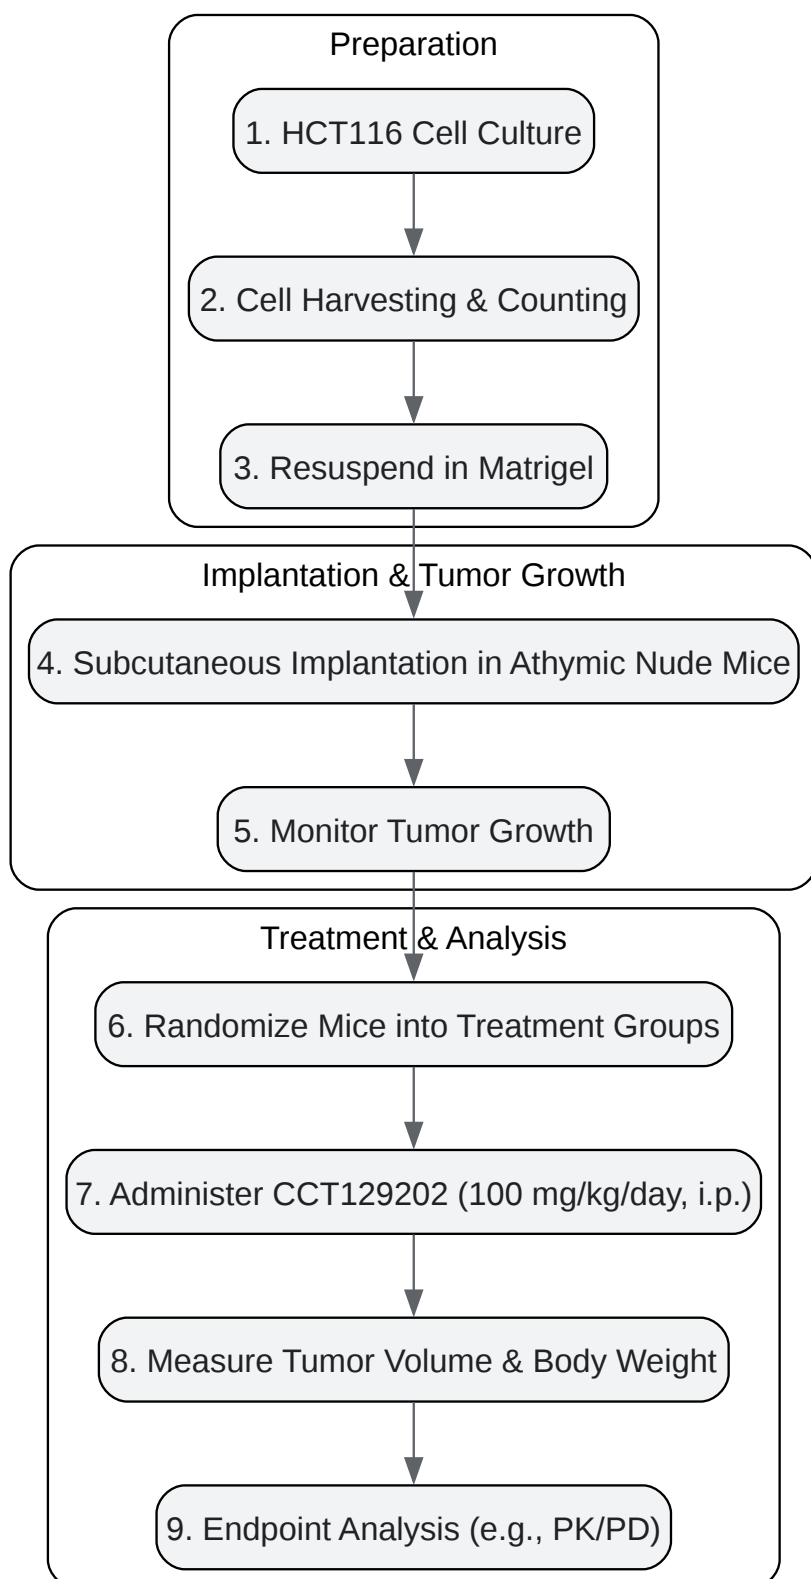 Preparation
1. HCT116 Cell Culture
2. Cell Harvesting & Counting
3. Resuspend in Matrigel
Implantation & Tumor Growth
4. Subcutaneous Implantation in Athymic Nude Mice
5. Monitor Tumor Growth
Treatment & Analysis
6. Randomize Mice into Treatment Groups
7. Administer CCT129202 (100 mg/kg/day, i.p.)
8. Measure Tumor Volume & Body Weight
9. Endpoint Analysis (e.g., PK/PD)